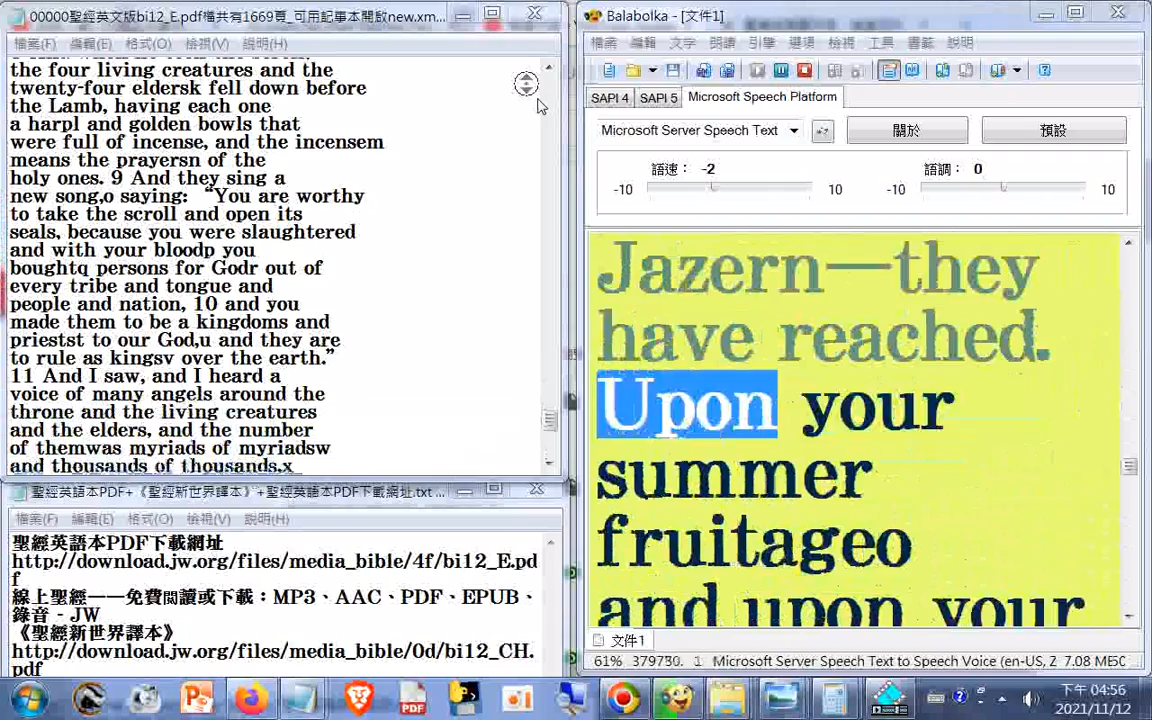 00000聖經英文版bi12_E.pdf檔共有1669頁_可用記事本開啟new.xm...
檔案(F) 編輯(E) 格式(O) 檢視(V) 說明(H)
the four living creatures and the
twenty-four eldersk fell down before
the Lamb, having each one
a harpl and golden bowls that
were full of incense, and the incensem
means the prayersn of the
holy ones. 9 And they sing a
new song,o saying: “You are worthy
to take the scroll and open its
seals, because you were slaughtered
and with your bloodp you
boughtq persons for Godr out of
every tribe and tongue and
people and nation, 10 and you
made them to be a kingdoms and
priestst to our God,u and they are
to rule as kingsv over the earth.”
11 And I saw, and I heard a
voice of many angels around the
throne and the living creatures
and the elders, and the number
of themwas myriads of myriadsw
and thousands of thousands,x
聖經英語本PDF+《聖經新世界譯本》+聖經英語本PDF下載網址.txt ...
檔案(F) 編輯(E) 格式(O) 檢視(V) 說明(H)
聖經英語本PDF下載網址
http://download.jw.org/files/media_bible/4f/bi12_E.pd
f
線上聖經——免費閱讀或下載：MP3、AAC、PDF、EPUB、
錄音 - JW
《聖經新世界譯本》
http://download.jw.org/files/media_bible/0d/bi12_CH.
pdf
Balabolka - [文件1]
檔案 編輯 文字 朗讀 引擎 選項 檢視 工具 書籤 說明
SAPI 4 SAPI 5 Microsoft Speech Platform
Microsoft Server Speech Text 關於 預設
語速： -2 語調： 0
-10 10 -10 10
Jazern—they
have reached.
Upon your
summer
fruitageo
and upon your
文件1
61% 379730. 1 Microsoft Server Speech Text to Speech Voice (en-US, Z 7.08 МБ
下午 04:56
2021/11/12